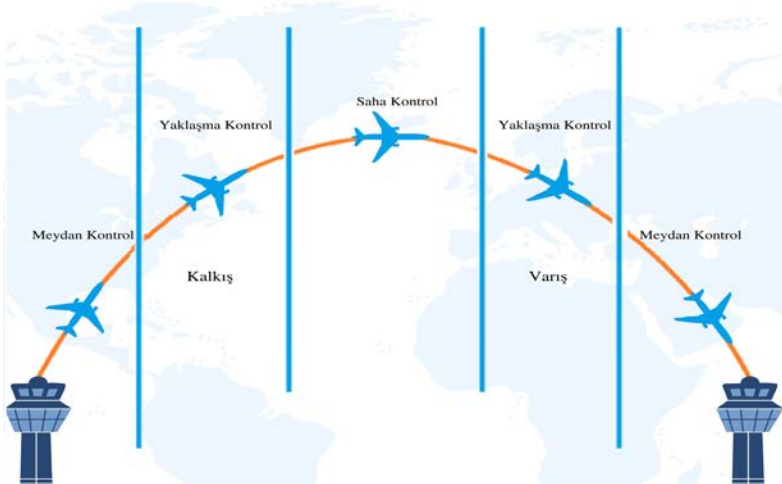 Saha Kontrol
Yaklaşma Kontrol
Yaklaşma Kontrol
Meydan Kontrol
Meydan Kontrol
Kalkış
Varış